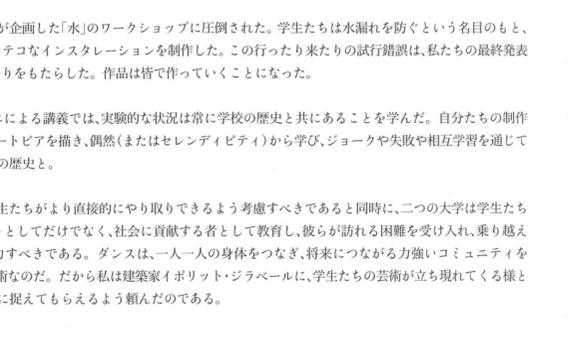 が企画した「水」のワークショップに圧倒された。学生たちは水漏れを防ぐという名目のもと、
テコなインスタレーションを制作した。この行ったり来たりの試行錯誤は、私たちの最終発表
りをもたらした。作品は皆で作っていくことになった。
による講義では、実験的な状況は常に学校の歴史と共にあることを学んだ。自分たちの制作
ートピアを描き、偶然（またはセレンディピティ）から学び、ジョークや失敗や相互学習を通じて
の歴史と。
生たちがより直接的にやり取りできるよう考慮すべきであると同時に、二つの大学は学生たち
としてだけでなく、社会に貢献する者として教育し、彼らが訪れる困難を受け入れ、乗り越え
力すべきである。ダンスは、一人一人の身体をつなぎ、将来につながる力強いコミュニティを
術なのだ。だから私は建築家イポリット・ジラベールに、学生たちの芸術が立ち現れてくる様と
に捉えてもらえるよう頼んだのである。